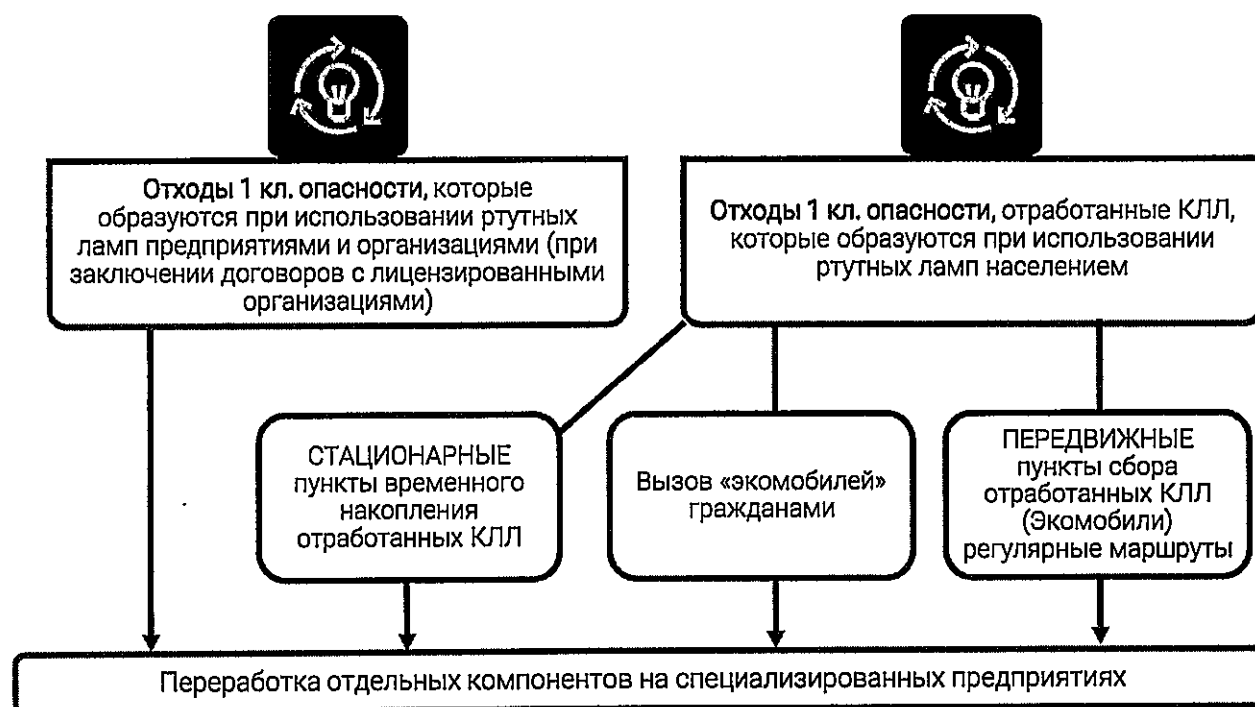 Отходы 1 кл. опасности, которые
образуются при использовании ртутных
ламп предприятиями и организациями (при
заключении договоров с лицензированными
организациями)
Отходы 1 кл. опасности, отработанные КЛЛ,
которые образуются при использовании
ртутных ламп населением
СТАЦИОНАРНЫЕ
пункты временного
накопления
отработанных КЛЛ
Вызов «экомобилей»
гражданами
ПЕРЕДВИЖНЫЕ
пункты сбора
отработанных КЛЛ
(Экомобили)
регулярные маршруты
Переработка отдельных компонентов на специализированных предприятиях